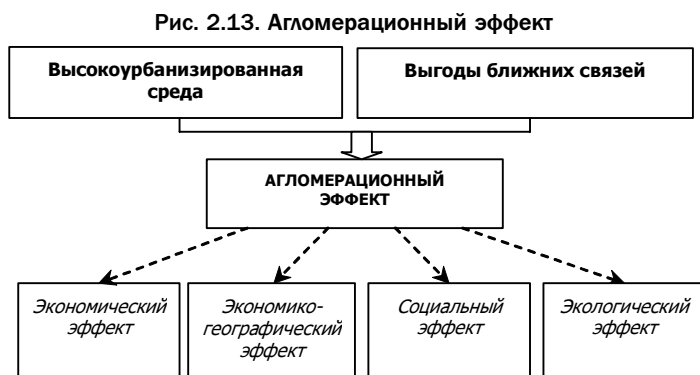 Рис. 2.13. Агломерационный эффект
Высокоурбанизированная
среда
Выгоды ближних связей
АГЛОМЕРАЦИОННЫЙ
ЭФФЕКТ
Экономический
эффект
Экономико-
географический
эффект
Социальный
эффект
Экологический
эффект